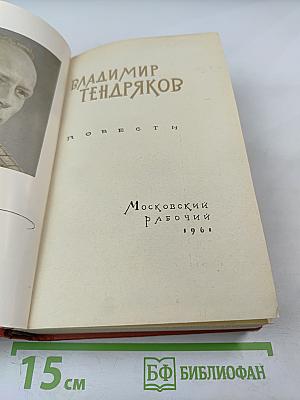 ВЛАДИМИР
ТЕНДРЯКОВ
ПОВЕСТИ
МОСКОВСКИЙ
РАБОЧИЙ
1961
15 см
БФ БИБЛИОФАН